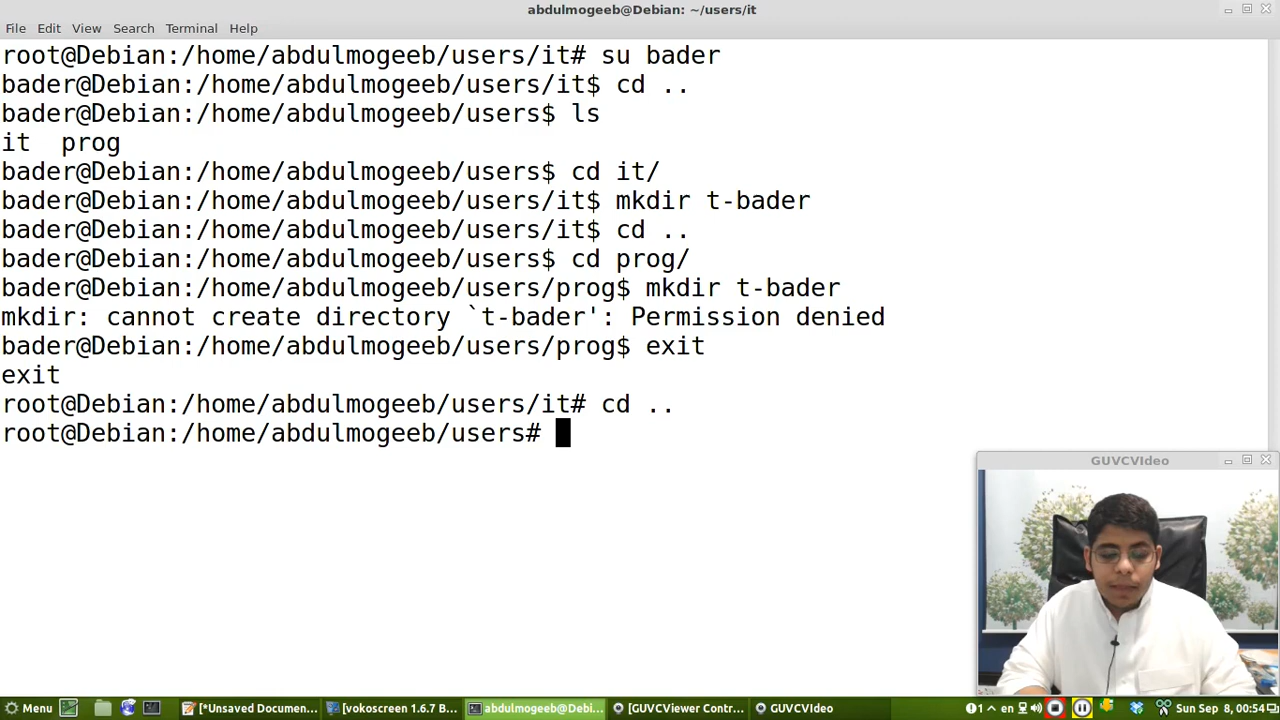 abdulmogeeb@Debian: ~/users/it
File Edit View Search Terminal Help
root@Debian:/home/abdulmogeeb/users/it# su bader
bader@Debian:/home/abdulmogeeb/users/it$ cd ..
bader@Debian:/home/abdulmogeeb/users$ ls
it  prog
bader@Debian:/home/abdulmogeeb/users$ cd it/
bader@Debian:/home/abdulmogeeb/users/it$ mkdir t-bader
bader@Debian:/home/abdulmogeeb/users/it$ cd ..
bader@Debian:/home/abdulmogeeb/users$ cd prog/
bader@Debian:/home/abdulmogeeb/users/prog$ mkdir t-bader
mkdir: cannot create directory `t-bader': Permission denied
bader@Debian:/home/abdulmogeeb/users/prog$ exit
exit
root@Debian:/home/abdulmogeeb/users/it# cd ..
root@Debian:/home/abdulmogeeb/users#
GUVCVIdeo
Menu [*Unsaved Documen... [vokoscreen 1.6.7 B... abdulmogeeb@Debi... [GUVCViewer Contr... GUVCVIdeo 1 en Sun Sep 8, 00:54